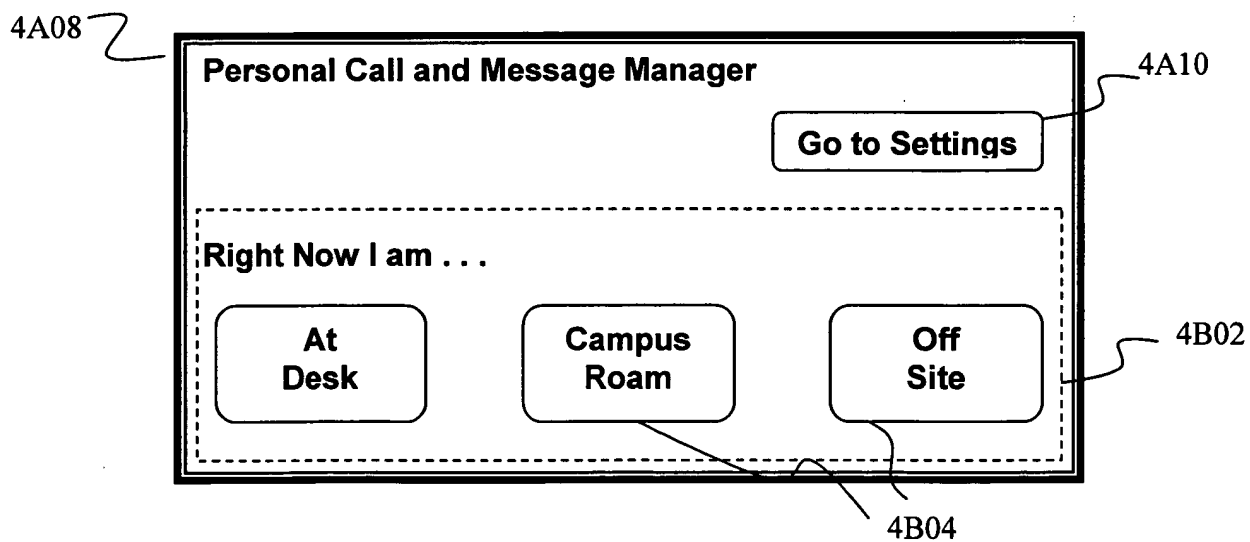 4A08
Personal Call and Message Manager
4A10
Go to Settings
Right Now I am . . .
At
Desk
Campus
Roam
Off
Site
4B02
4B04